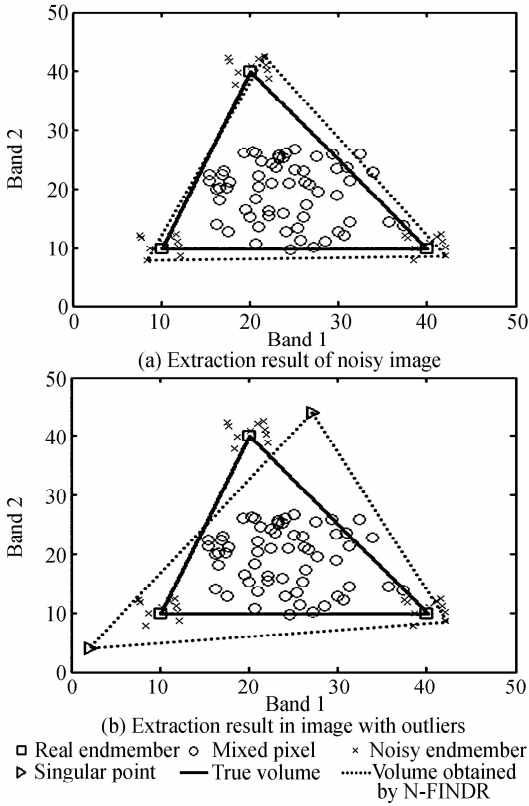 50
40
30
20
10
0
Band 2
0 10 20 30 40 50
Band 1
(a) Extraction result of noisy image
50
40
30
20
10
0
Band 2
0 10 20 30 40 50
Band 1
(b) Extraction result in image with outliers
Real endmember Mixed pixel Noisy endmember
Singular point True volume Volume obtained
by N-FINDR